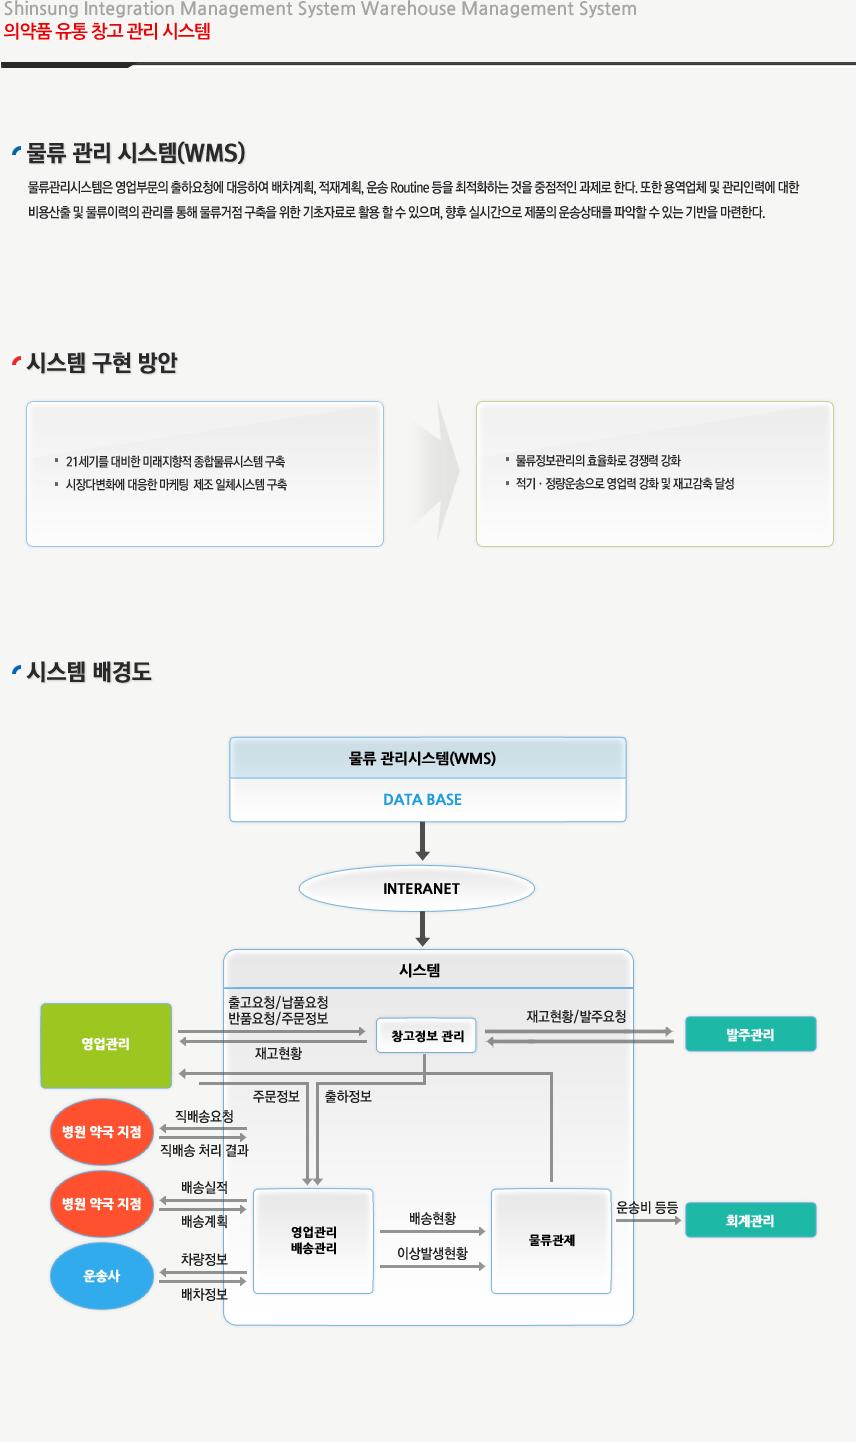 Shinsung Integration Management System Warehouse Management System
의약품 유통 창고 관리 시스템
물류 관리 시스템(WMS)
물류관리시스템은 영업부문의 출하요청에 대응하여 배차계획, 적재계획, 운송 Routine 등을 최적화하는 것을 중점적인 과제로 한다. 또한 용역업체 및 관리인력에 대한
비용산출 및 물류이력의 관리를 통해 물류거점 구축을 위한 기초자료로 활용 할 수 있으며, 향후 실시간으로 제품의 운송상태를 파악할 수 있는 기반을 마련한다.
시스템 구현 방안
21세기를 대비한 미래지향적 종합물류시스템 구축
시장다변화에 대응한 마케팅 제조 일체시스템 구축
물류정보관리의 효율화로 경쟁력 강화
적기 · 정량운송으로 영업력 강화 및 재고감축 달성
시스템 배경도
물류 관리시스템(WMS)
DATA BASE
INTERANET
시스템
출고요청/납품요청
반품요청/주문정보
재고현황
영업관리
창고정보 관리
재고현황/발주요청
발주관리
주문정보
출하정보
직배송요청
병원 약국 지점
직배송 처리 결과
배송실적
병원 약국 지점
배송계획
영업관리
배송관리
배송현황
이상발생현황
물류관제
운송비 등등
회계관리
차량정보
운송사
배차정보